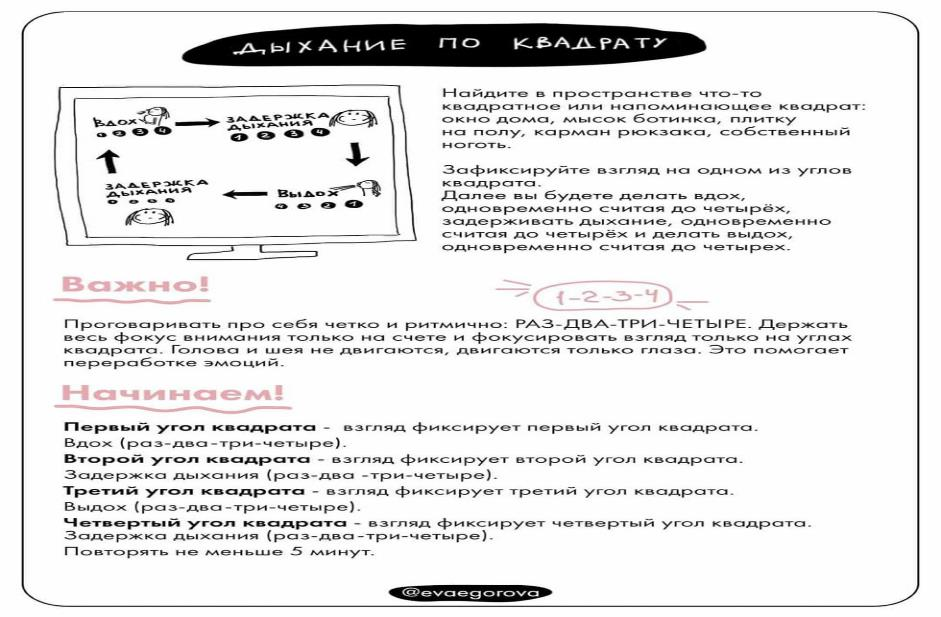 ДЫХАНИЕ ПО КВАДРАТУ
ВДОХ
1 2 3 4
ЗАДЕРЖКА
ДЫХАНИЯ
1 2 3 4
ЗАДЕРЖКА
ДЫХАНИЯ
ВЫДОХ
Найдите в пространстве что-то
квадратное или напоминающее квадрат:
окно дома, мысок ботинка, плитку
на полу, карман рюкзака, собственный
ноготь.
Зафиксируйте взгляд на одном из углов
квадрата.
Далее вы будете делать вдох,
одновременно считая до четырёх,
задерживать дыхание, одновременно
считая до четырёх и делать выдох,
одновременно считая до четырех.
Важно!
1-2-3-4
Проговаривать про себя четко и ритмично: РАЗ-ДВА-ТРИ-ЧЕТЫРЕ. Держать
весь фокус внимания только на счете и фокусировать взгляд только на углах
квадрата. Голова и шея не двигаются, двигаются только глаза. Это помогает
переработке эмоций.
Начинаем!
Первый угол квадрата - взгляд фиксирует первый угол квадрата.
Вдох (раз-два-три-четыре).
Второй угол квадрата - взгляд фиксирует второй угол квадрата.
Задержка дыхания (раз-два -три-четыре).
Третий угол квадрата - взгляд фиксирует третий угол квадрата.
Выдох (раз-два-три-четыре).
Четвертый угол квадрата - взгляд фиксирует четвертый угол квадрата.
Задержка дыхания (раз-два-три-четыре).
Повторять не меньше 5 минут.
@evaegorova